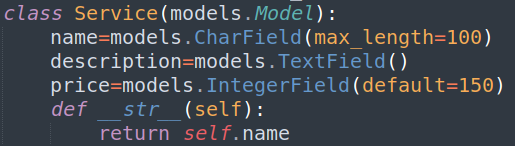 class Service(models.Model):
    name=models.CharField(max_length=100)
    description=models.TextField()
    price=models.IntegerField(default=150)
    def __str__(self):
        return self.name